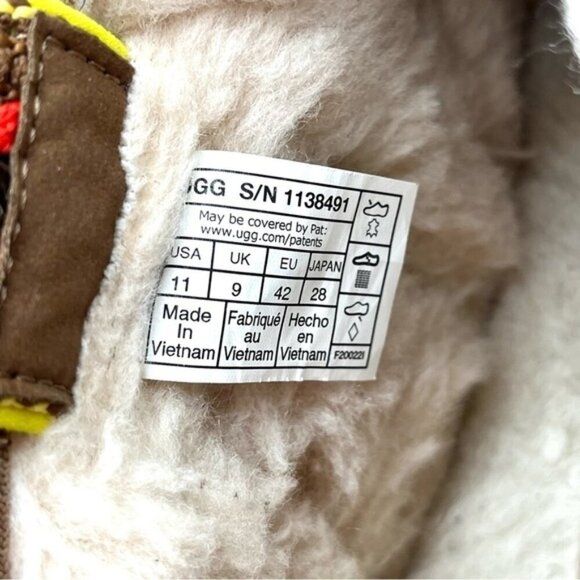 UGG S/N 1138491
May be covered by Pat:
www.ugg.com/patents
USA UK EU JAPAN
11 9 42 28
Made In Vietnam
Fabriqué au Vietnam
Hecho en Vietnam
F200221